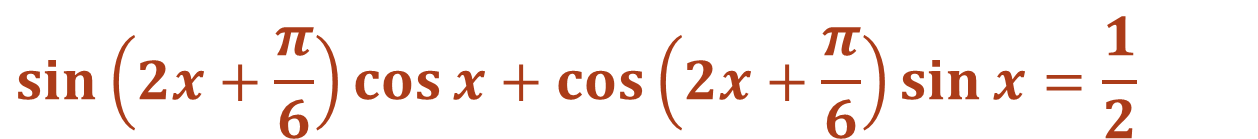 sin(2x + π/6) cos x + cos(2x + π/6) sin x = 1/2